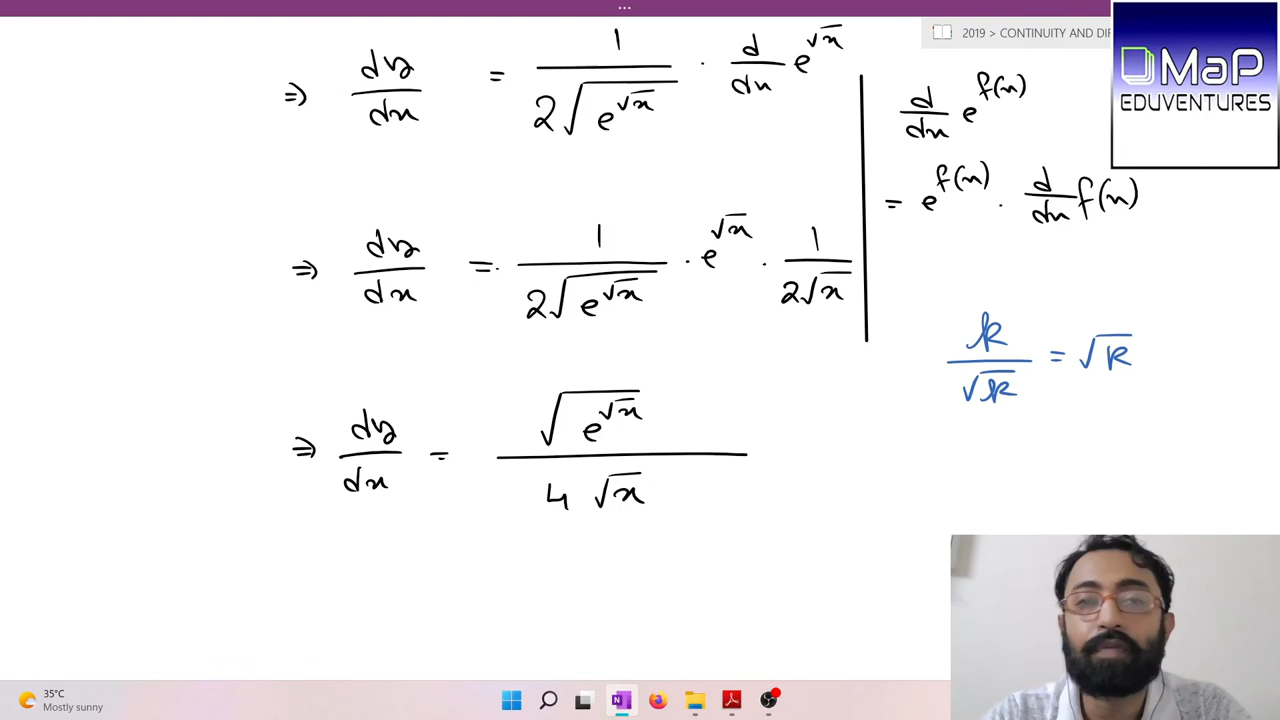 2019 > CONTINUITY AND DI
MaP
EDUVENTURES
⇒ dy/dx = 1/(2√(e^√x)) · d/dx e^√x
d/dx e^f(x)
= e^f(x) · d/dx f(x)
⇒ dy/dx = 1/(2√(e^√x)) · e^√x · 1/(2√x)
k/√k = √k
⇒ dy/dx = √(e^√x)/(4√x)
35°C
Mostly sunny